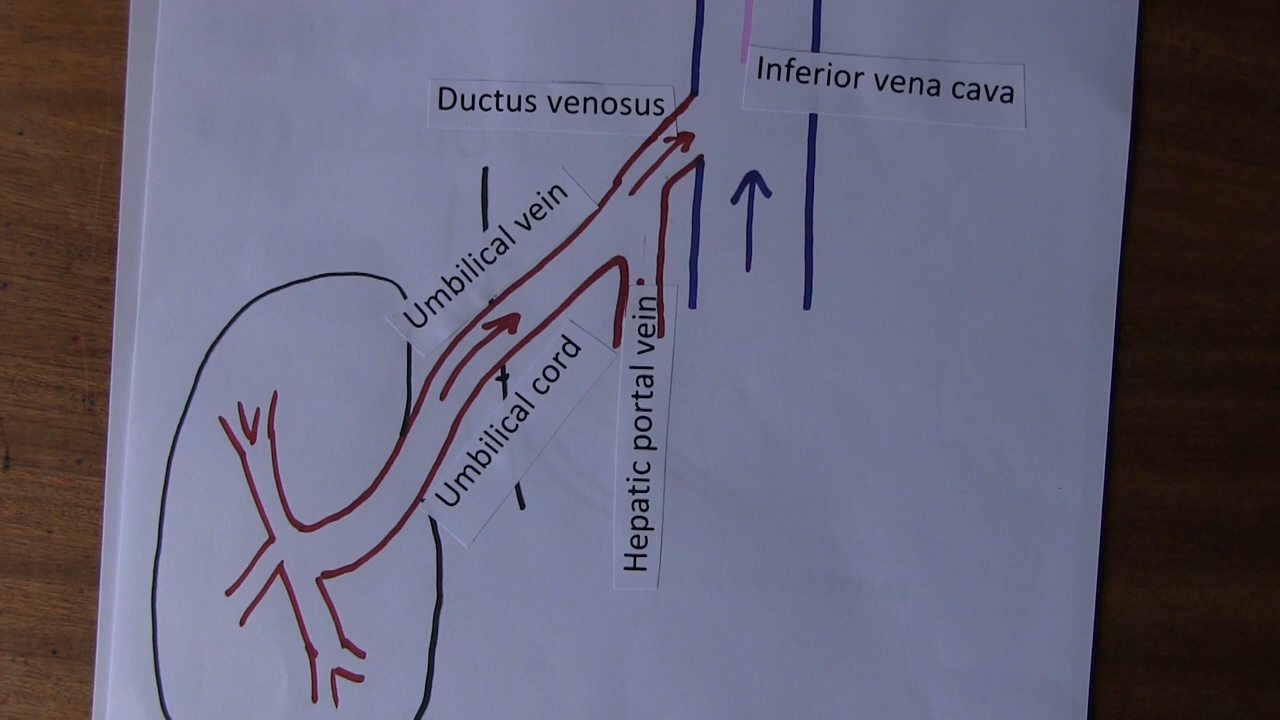 Inferior vena cava
Ductus venosus
Umbilical vein
Umbilical cord
Hepatic portal vein